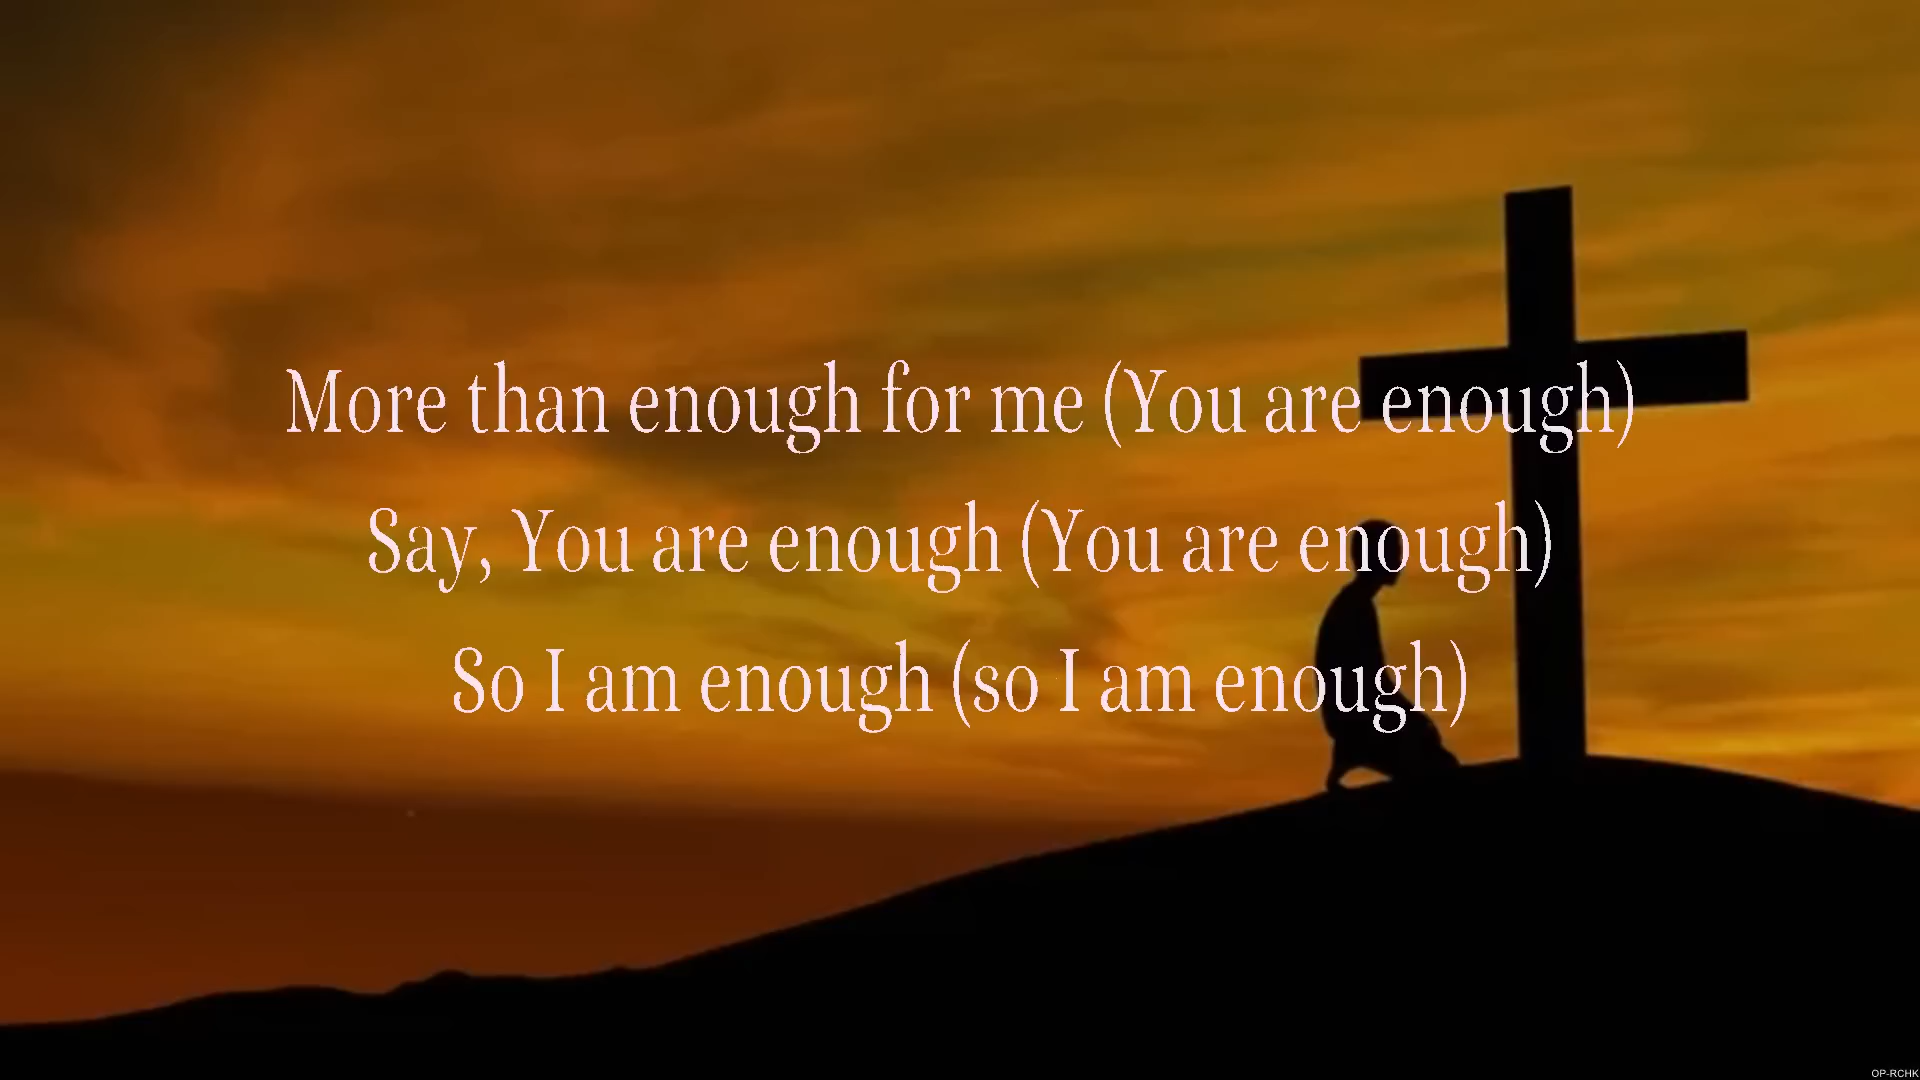 More than enough for me (You are enough)
Say, You are enough (You are enough)
So I am enough (so I am enough)
OP-RCHK